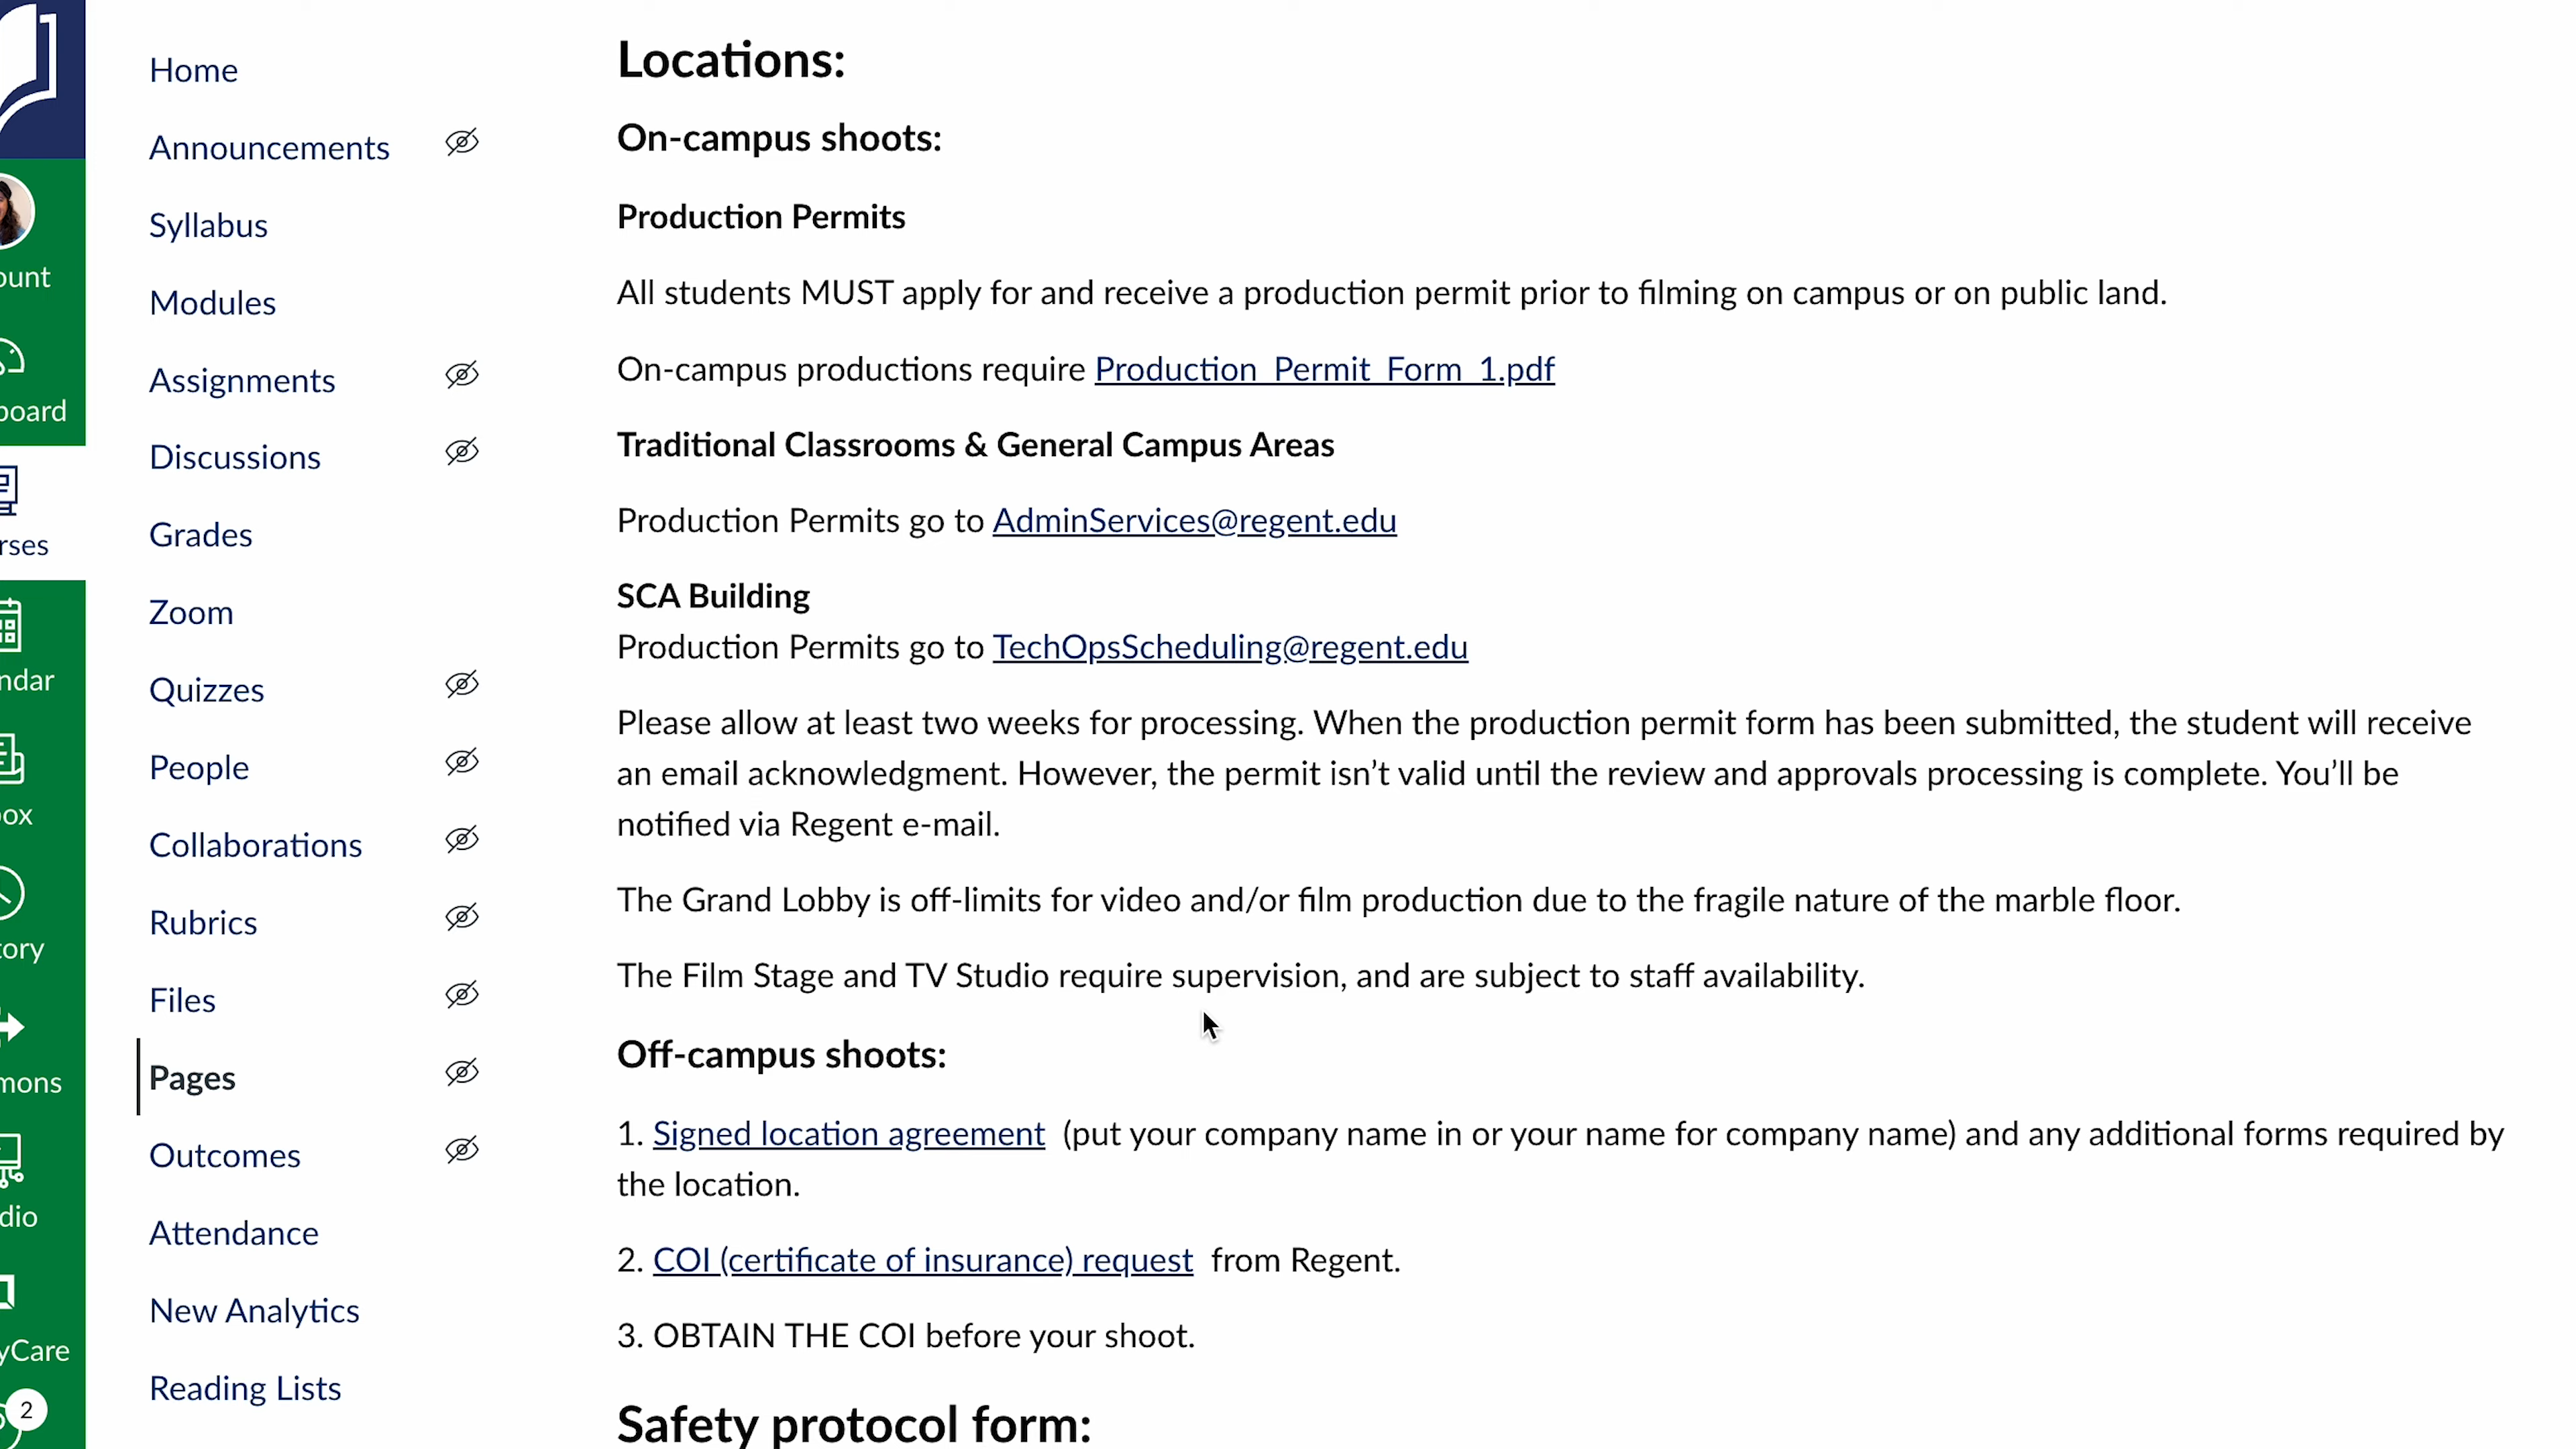 ount
board
rses
ndar
box
tory
mons
dio
yCare
2
Home
Announcements
Syllabus
Modules
Assignments
Discussions
Grades
Zoom
Quizzes
People
Collaborations
Rubrics
Files
Pages
Outcomes
Attendance
New Analytics
Reading Lists
Locations:
On-campus shoots:
Production Permits
All students MUST apply for and receive a production permit prior to filming on campus or on public land.
On-campus productions require Production_Permit_Form_1.pdf
Traditional Classrooms & General Campus Areas
Production Permits go to AdminServices@regent.edu
SCA Building
Production Permits go to TechOpsScheduling@regent.edu
Please allow at least two weeks for processing. When the production permit form has been submitted, the student will receive
an email acknowledgment. However, the permit isn’t valid until the review and approvals processing is complete. You’ll be
notified via Regent e-mail.
The Grand Lobby is off-limits for video and/or film production due to the fragile nature of the marble floor.
The Film Stage and TV Studio require supervision, and are subject to staff availability.
Off-campus shoots:
1. Signed location agreement (put your company name in or your name for company name) and any additional forms required by
the location.
2. COI (certificate of insurance) request from Regent.
3. OBTAIN THE COI before your shoot.
Safety protocol form: